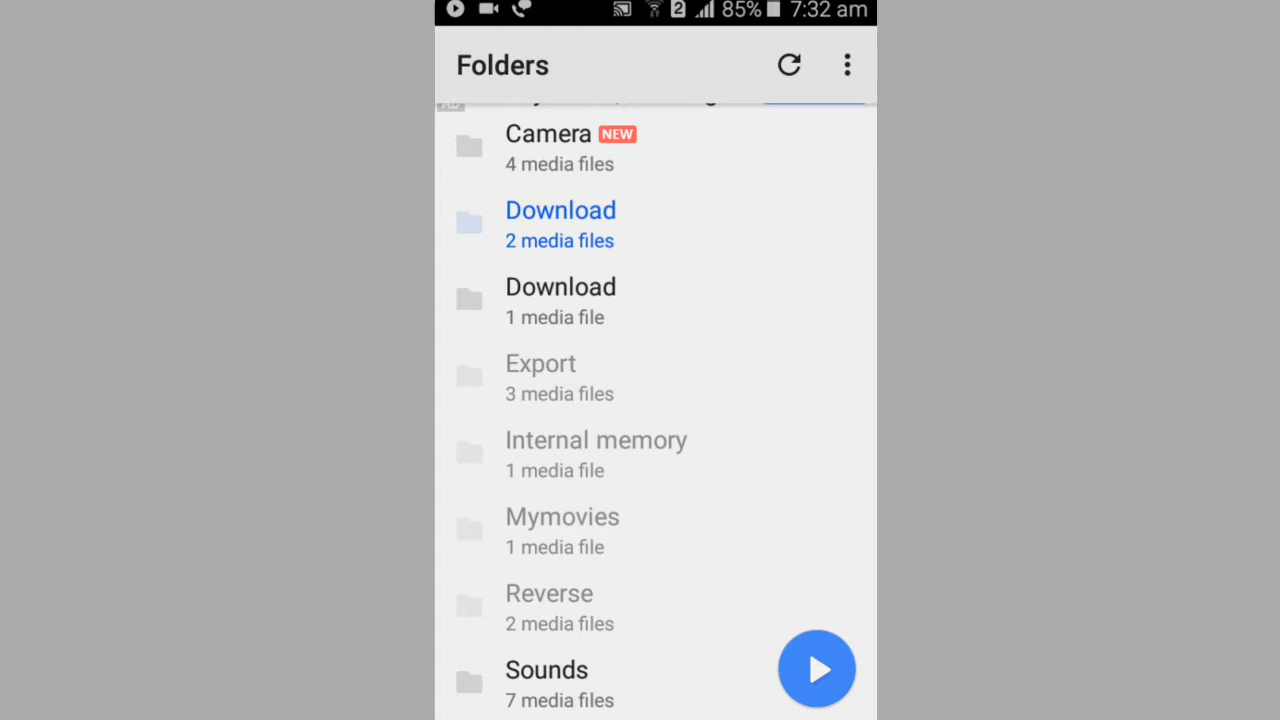 2 85% 7:32 am
Folders
AD
Camera NEW
4 media files
Download
2 media files
Download
1 media file
Export
3 media files
Internal memory
1 media file
Mymovies
1 media file
Reverse
2 media files
Sounds
7 media files